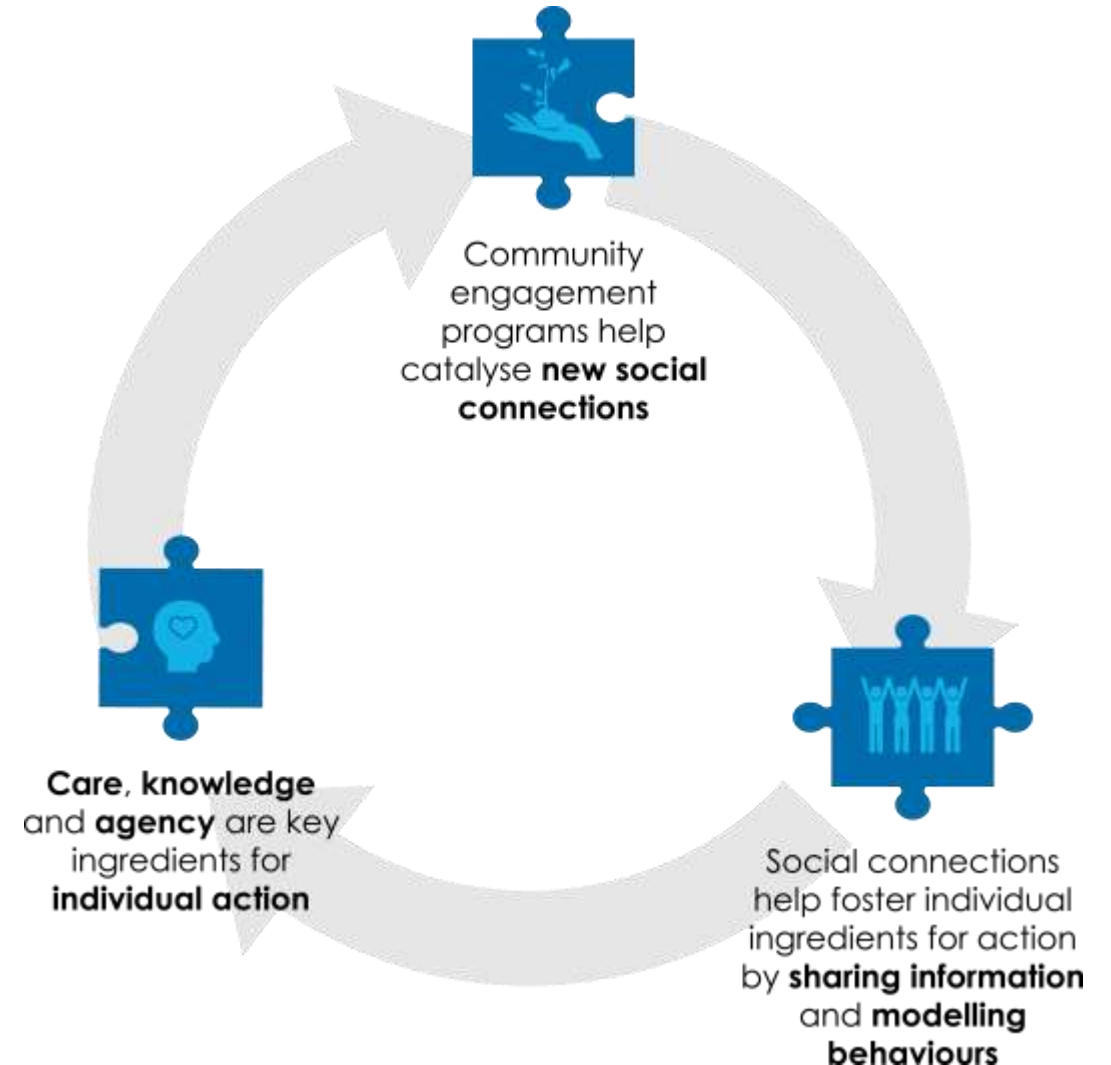 Community
engagement
programs help
catalyse new social
connections
Care, knowledge
and agency are key
ingredients for
individual action
Social connections
help foster individual
ingredients for action
by sharing information
and modelling
behaviours